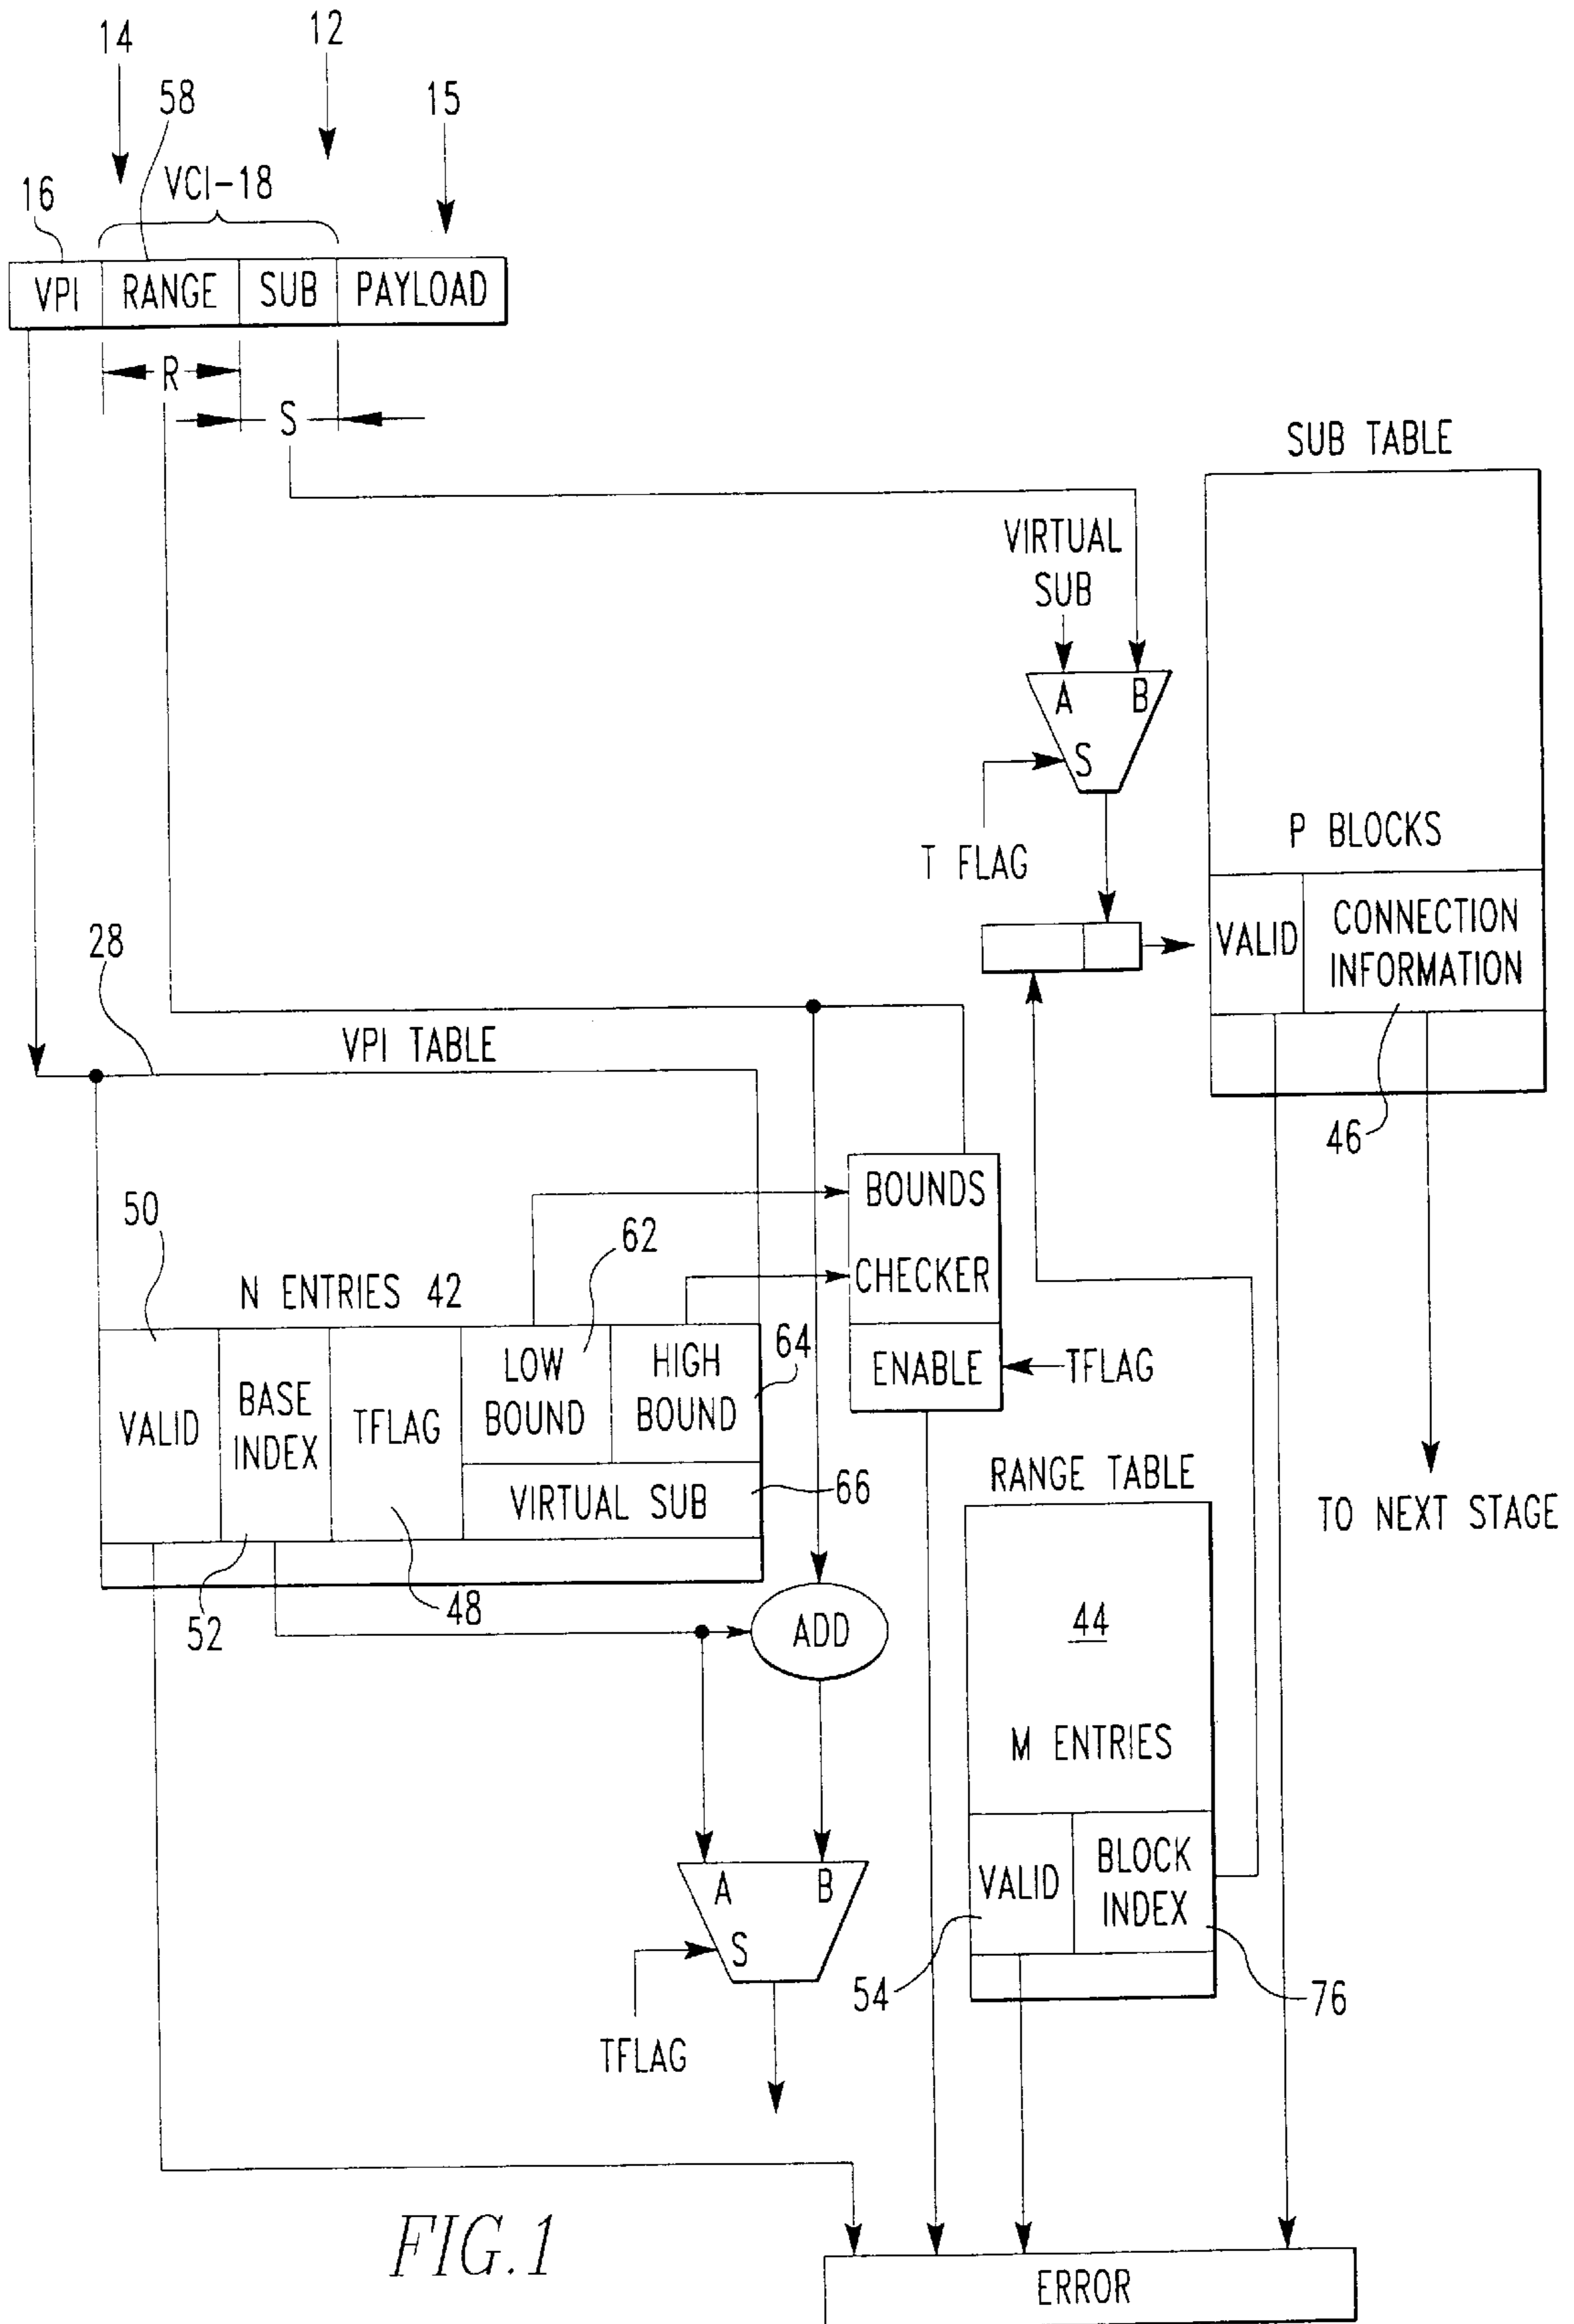 14
12
58
15
16
VCI-18
VPI
RANGE
SUB
PAYLOAD
R
S
SUB TABLE
VIRTUAL
SUB
A
B
S
T FLAG
P BLOCKS
VALID
CONNECTION
INFORMATION
46
TO NEXT STAGE
28
VPI TABLE
50
N ENTRIES 42
62
64
VALID
BASE
INDEX
TFLAG
LOW
BOUND
HIGH
BOUND
VIRTUAL SUB
66
52
48
BOUNDS
CHECKER
ENABLE
TFLAG
ADD
RANGE TABLE
44
M ENTRIES
VALID
BLOCK
INDEX
54
76
A
B
S
TFLAG
FIG.1
ERROR